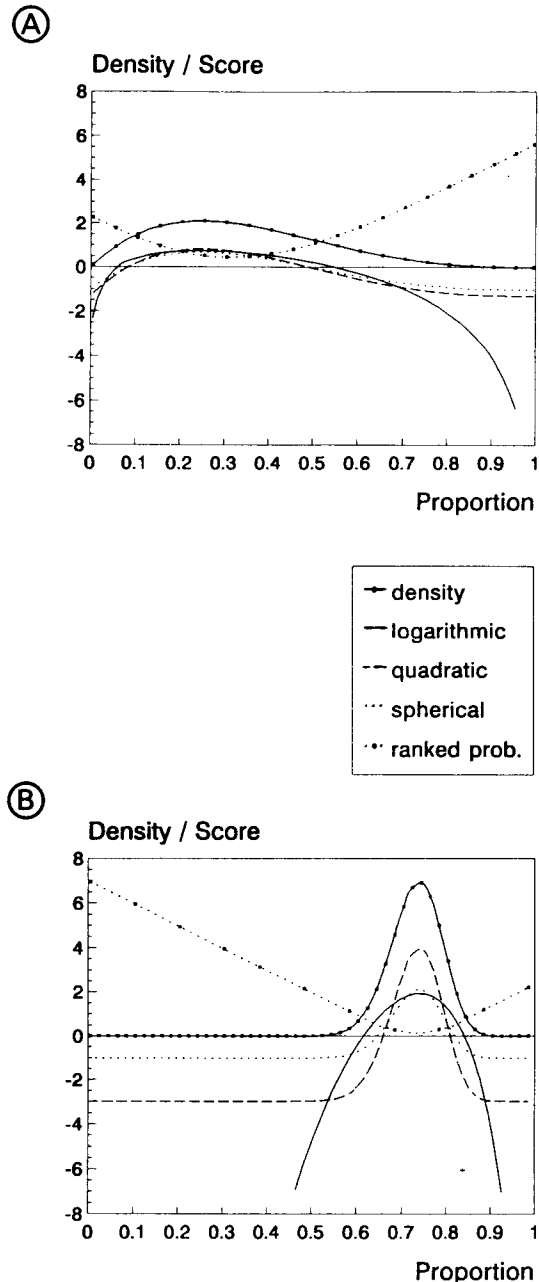 A
Density / Score
8
6
4
2
0
-2
-4
-6
-8
0 0.1 0.2 0.3 0.4 0.5 0.6 0.7 0.8 0.9 1
Proportion
density
logarithmic
quadratic
spherical
ranked prob.
B
Density / Score
8
6
4
2
0
-2
-4
-6
-8
0 0.1 0.2 0.3 0.4 0.5 0.6 0.7 0.8 0.9 1
Proportion